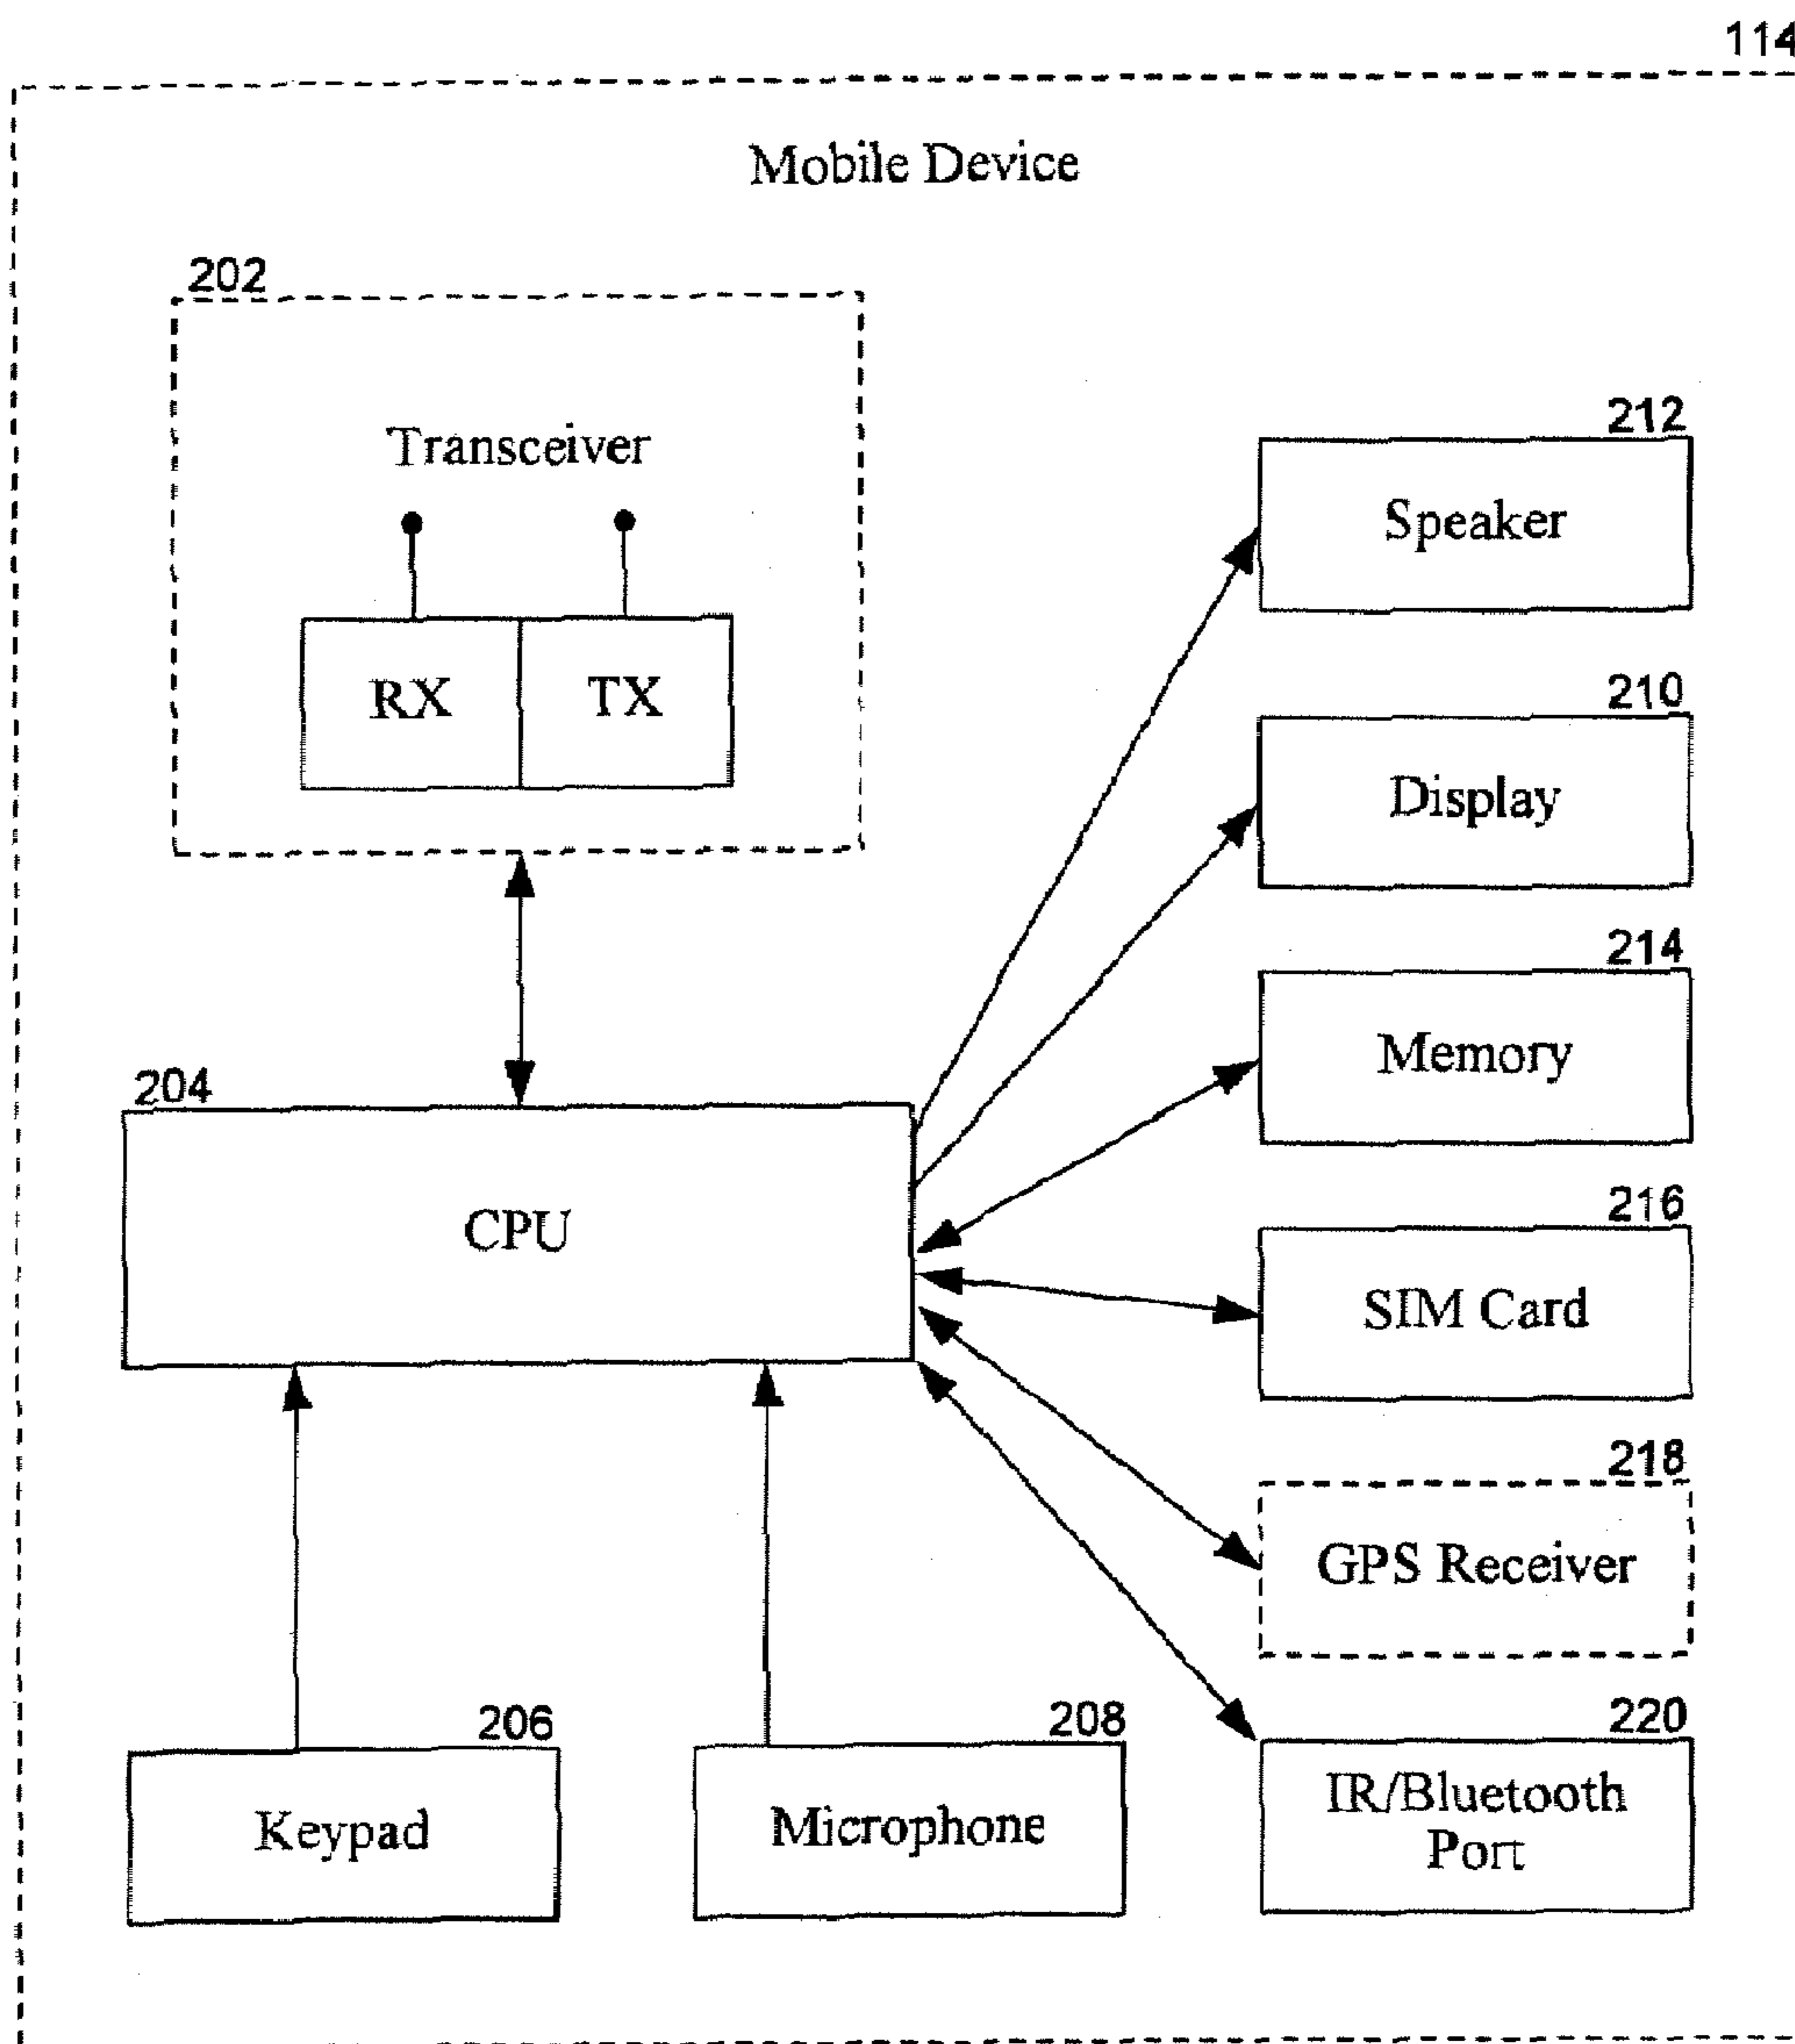 114
Mobile Device
202
Transceiver
RX TX
212
Speaker
210
Display
214
Memory
204
CPU
216
SIM Card
218
GPS Receiver
206
Keypad
208
Microphone
220
IR/Bluetooth
Port